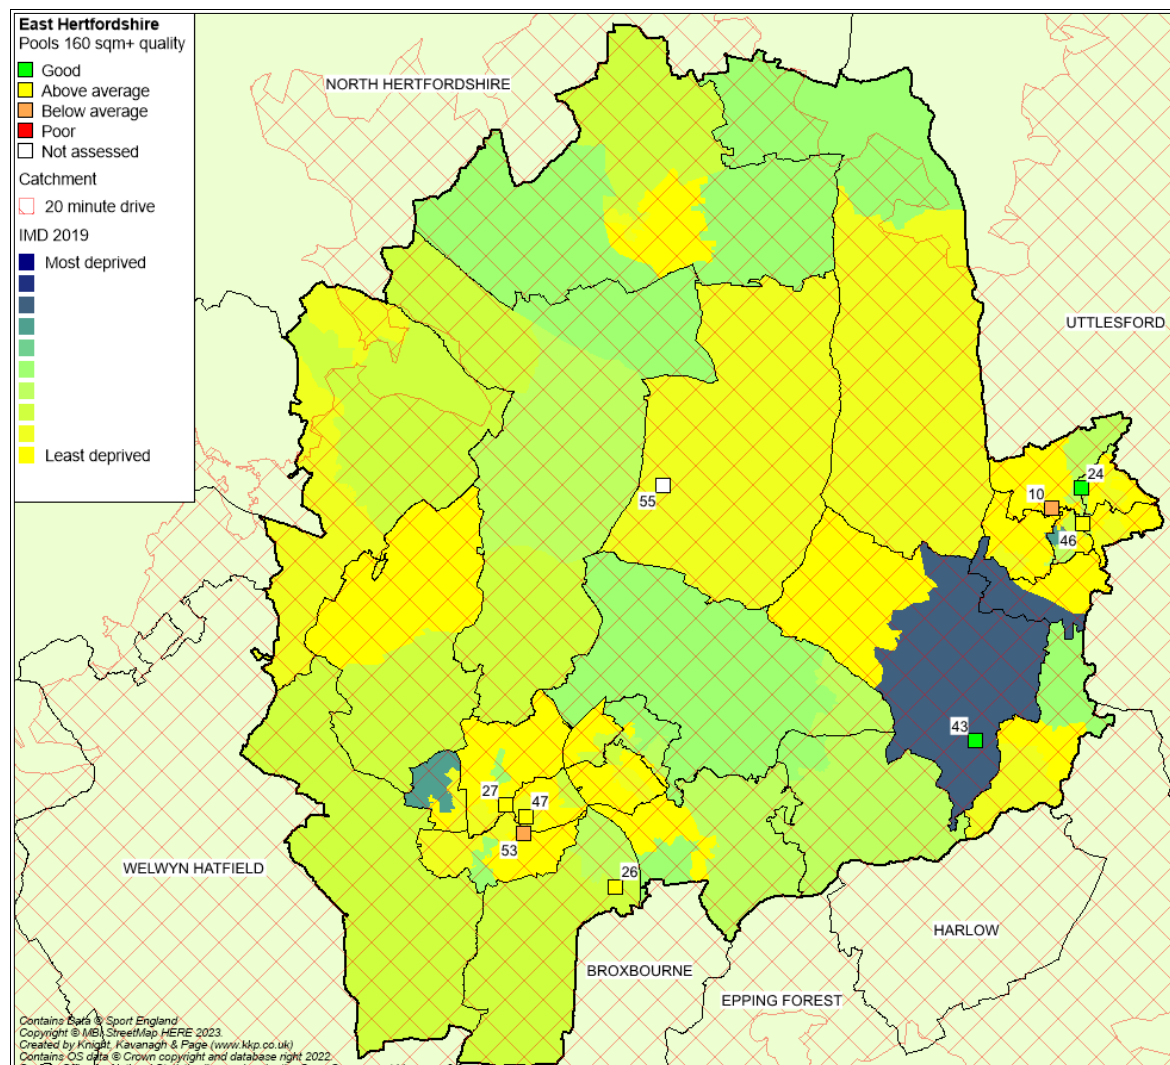 East Hertfordshire
Pools 160 sqm+ quality
Good
Above average
Below average
Poor
Not assessed
Catchment
20 minute drive
IMD 2019
Most deprived
Least deprived
NORTH HERTFORDSHIRE
UTTLESFORD
24
10
55
46
43
27
47
53
26
WELWYN HATFIELD
HARLOW
BROXBOURNE
EPPING FOREST
Contains Data © Sport England
Copyright © MBI StreetMap HERE 2023.
Created by Knight, Kavanagh & Page (www.kkp.co.uk)
Contains OS data © Crown copyright and database right 2022